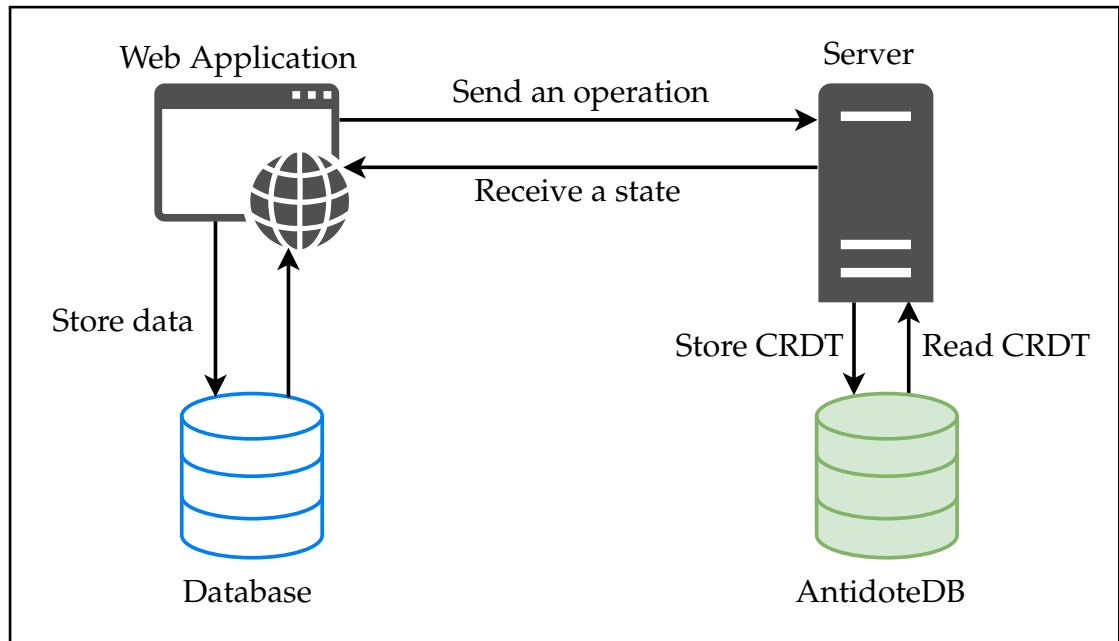 Web Application
Server
Send an operation
Receive a state
Store data
Store CRDT
Read CRDT
Database
AntidoteDB